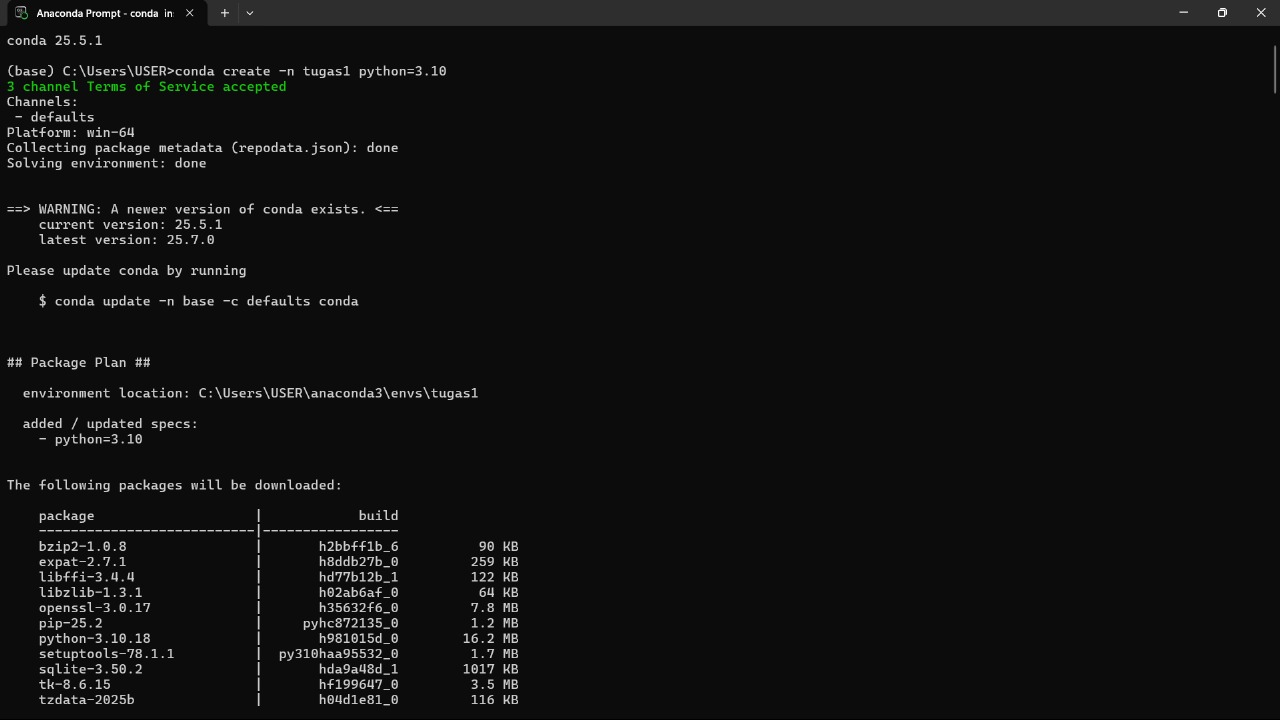 Anaconda Prompt - conda in
conda 25.5.1
(base) C:\Users\USER>conda create -n tugas1 python=3.10
3 channel Terms of Service accepted
Channels:
 - defaults
Platform: win-64
Collecting package metadata (repodata.json): done
Solving environment: done
==> WARNING: A newer version of conda exists. <==
    current version: 25.5.1
    latest version: 25.7.0
Please update conda by running
    $ conda update -n base -c defaults conda
## Package Plan ##
  environment location: C:\Users\USER\anaconda3\envs\tugas1
  added / updated specs:
    - python=3.10
The following packages will be downloaded:
    package                    |            build
    ---------------------------|-----------------
    bzip2-1.0.8                |       h2bbff1b_6          90 KB
    expat-2.7.1                |       h8ddb27b_0         259 KB
    libffi-3.4.4               |       hd77b12b_1         122 KB
    libzlib-1.3.1              |       h02ab6af_0          64 KB
    openssl-3.0.17             |       h35632f6_0         7.8 MB
    pip-25.2                   |     pyhc872135_0         1.2 MB
    python-3.10.18             |       h981015d_0        16.2 MB
    setuptools-78.1.1          |  py310haa95532_0         1.7 MB
    sqlite-3.50.2              |       hda9a48d_1        1017 KB
    tk-8.6.15                  |       hf199647_0         3.5 MB
    tzdata-2025b               |       h04d1e81_0         116 KB